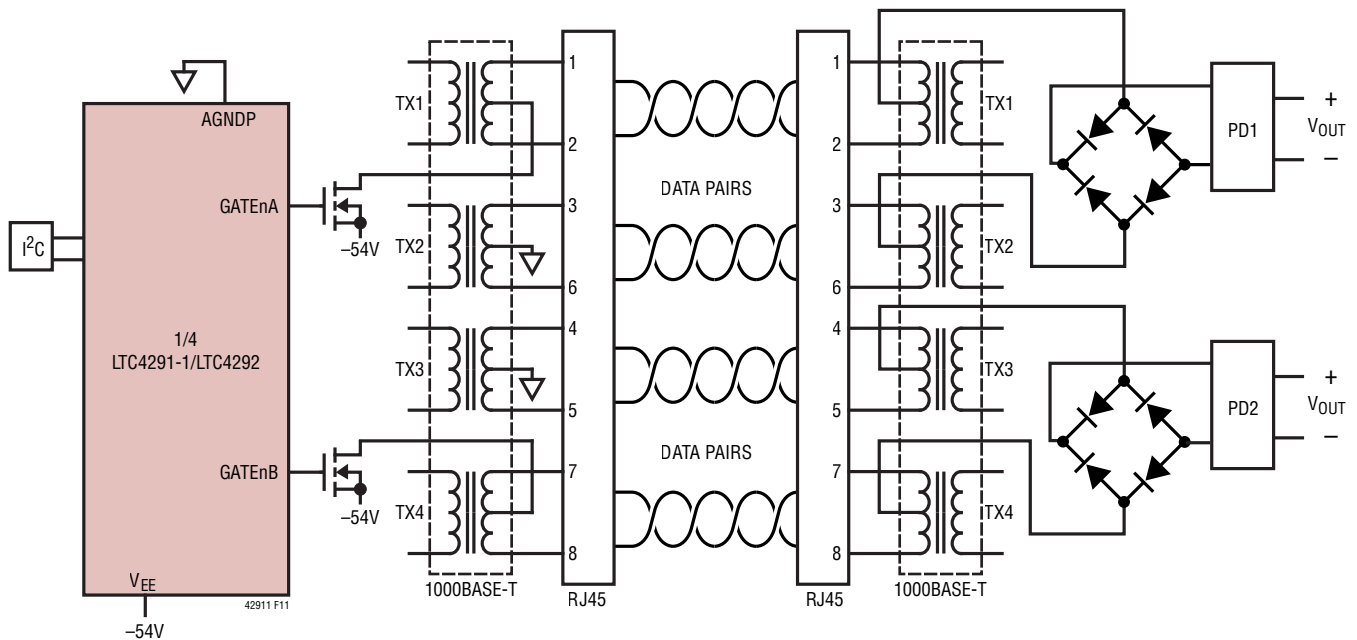 AGNDP
GATEnA
I²C
–54V
1/4
LTC4291-1/LTC4292
GATEnB
–54V
VEE
42911 F11
–54V
TX1
TX2
TX3
TX4
1000BASE-T
1
2
3
6
4
5
7
8
RJ45
DATA PAIRS
DATA PAIRS
1
2
3
6
4
5
7
8
RJ45
TX1
TX2
TX3
TX4
1000BASE-T
PD1
+
VOUT
–
PD2
+
VOUT
–